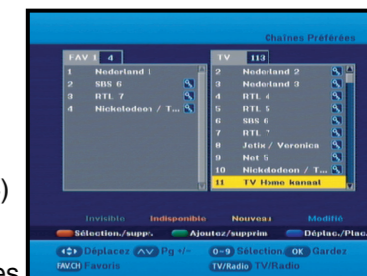 Chaînes Préférées
FAV 1 4
TV 113
1 Nederland 1
2 SBS 6
3 RTL 7
4 Nickelodeon / T...
2 Nederland 2
3 Nederland 3
4 RTL 4
5 RTL 5
6 SBS 6
7 RTL 7
8 Jetix / Veronica
9 Net 5
10 Nickelodeon / T...
11 TV Home kanaal
Invisible Indisponible Nouveau Modifié
Sélection./suppr. Ajoutez/supprim Déplac./Plac.
Déplacez Pg +/- 0~9 Sélection. OK Gardez
FAV.CH Favoris TV/Radio TV/Radio
)
es